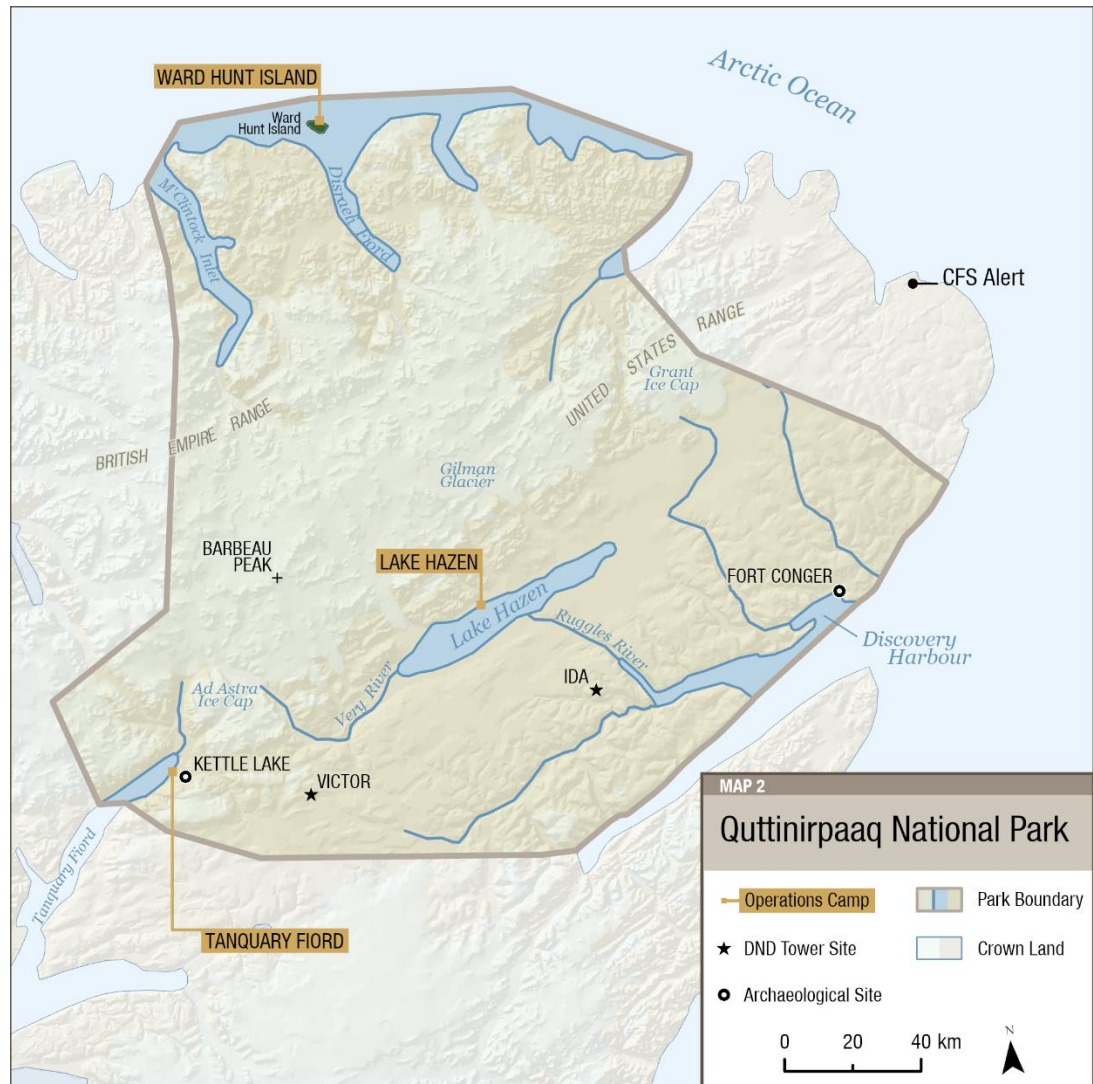 Arctic Ocean
WARD HUNT ISLAND
Ward
Hunt Island
M'Clintock Inlet
Disraeli Fiord
CFS Alert
UNITED STATES RANGE
Grant
Ice Cap
BRITISH EMPIRE RANGE
Gilman
Glacier
BARBEAU
PEAK
LAKE HAZEN
Lake Hazen
FORT CONGER
Ruggles River
Discovery
Harbour
IDA
Very River
Ad Astra
Ice Cap
KETTLE LAKE
VICTOR
Tanquary Fiord
TANQUARY FIORD
MAP 2
Quttinirpaaq National Park
Operations Camp
Park Boundary
DND Tower Site
Crown Land
Archaeological Site
0 20 40 km
N